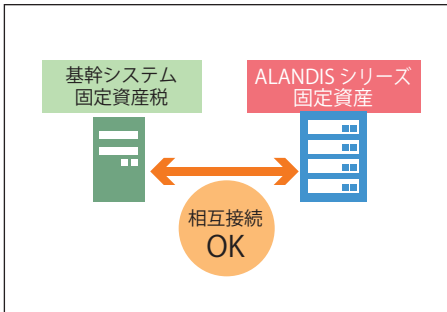 基幹システム
固定資産税
ALANDIS シリーズ
固定資産
相互接続
OK